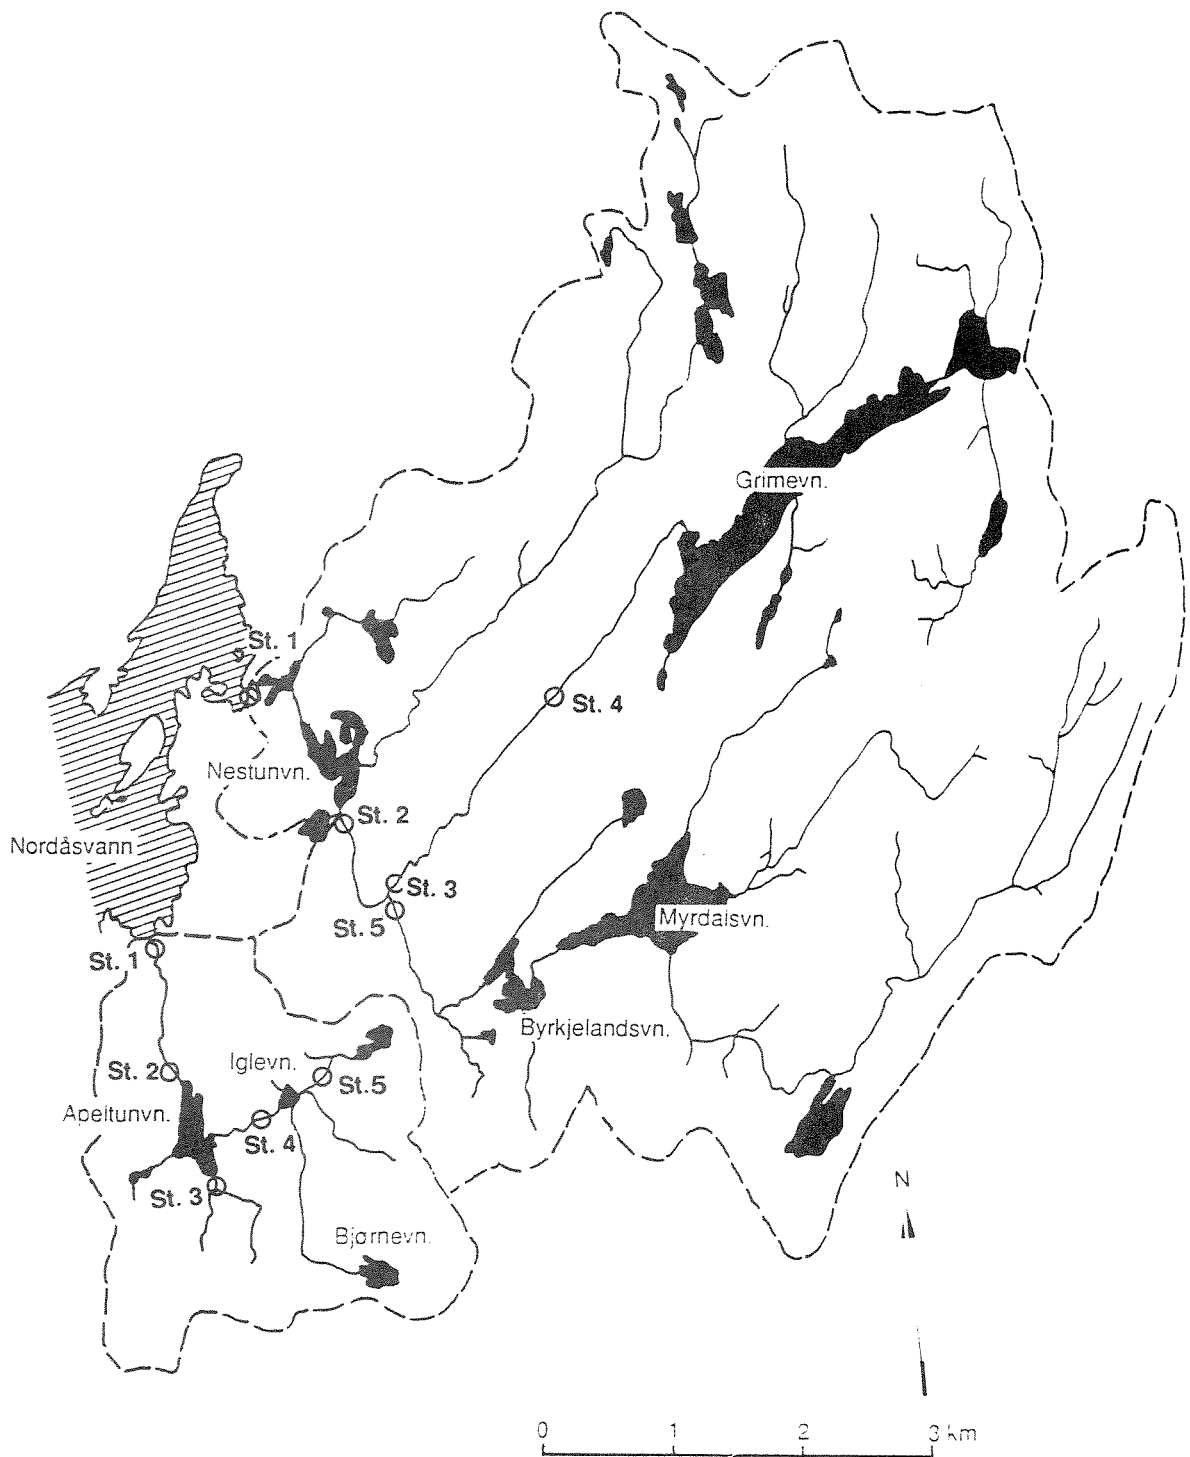 Grimevn.
St. 1
St. 4
Nestunvn.
St. 2
Nordåsvann
St. 3
St. 5
Myrdalsvn.
St. 1
Byrkjelandsvn.
St. 2
Iglevn.
St. 5
Apeltunvn.
St. 4
St. 3
N
Bjørnevn.
0 1 2 3 km